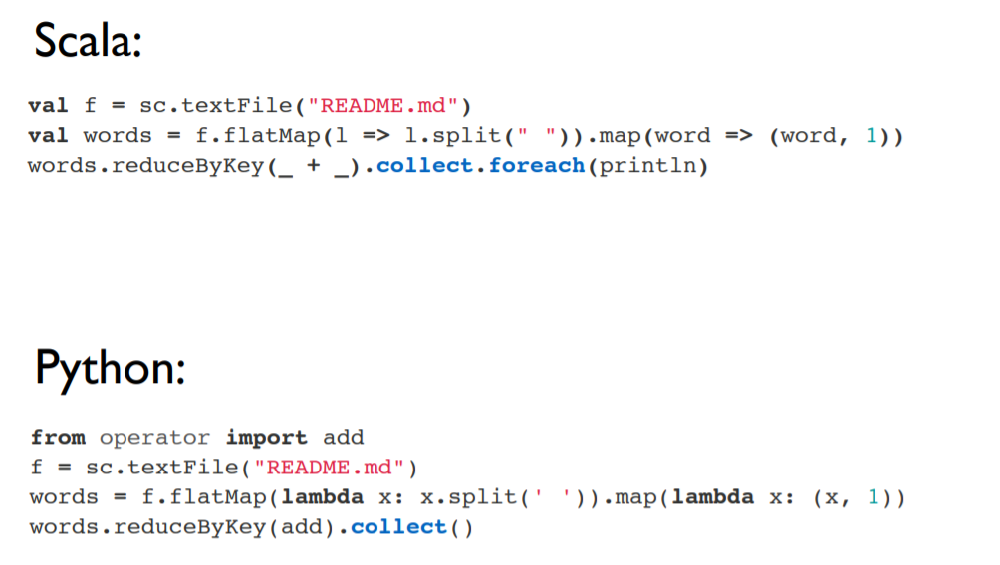 Scala:
val f = sc.textFile("README.md")
val words = f.flatMap(l => l.split(" ")).map(word => (word, 1))
words.reduceByKey(_ + _).collect.foreach(println)
Python:
from operator import add
f = sc.textFile("README.md")
words = f.flatMap(lambda x: x.split(' ')).map(lambda x: (x, 1))
words.reduceByKey(add).collect()